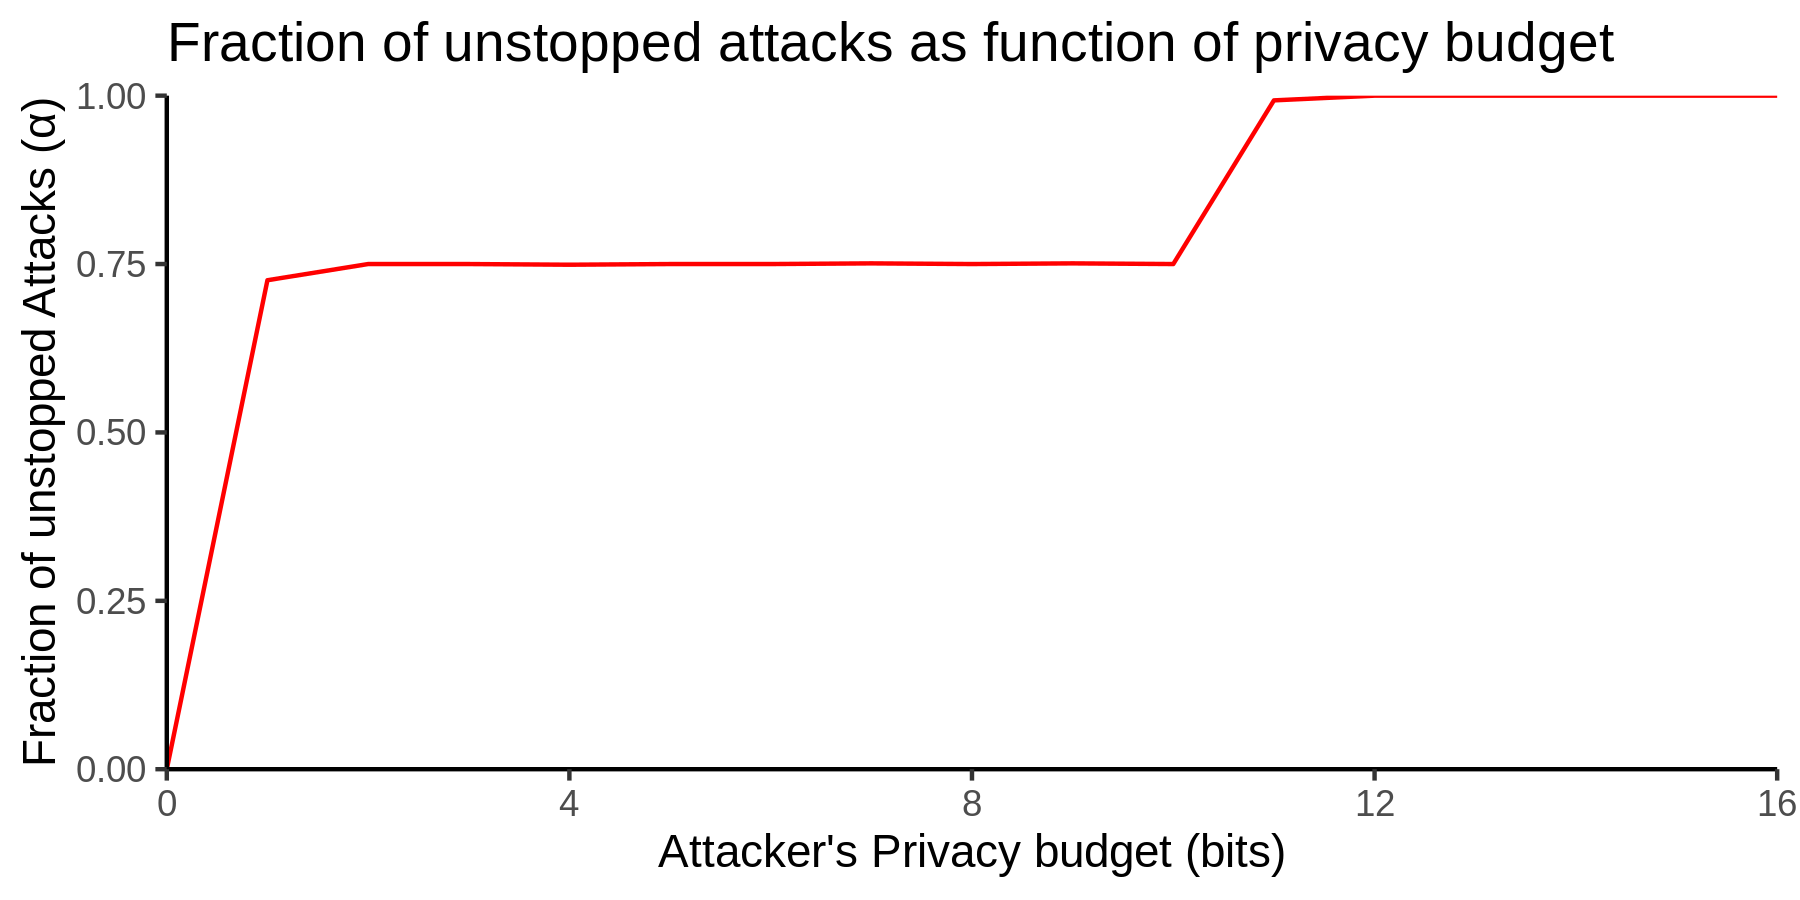 Fraction of unstopped attacks as function of privacy budget
Fraction of unstopped Attacks (α)
1.00
0.75
0.50
0.25
0.00
0 4 8 12 16
Attacker's Privacy budget (bits)